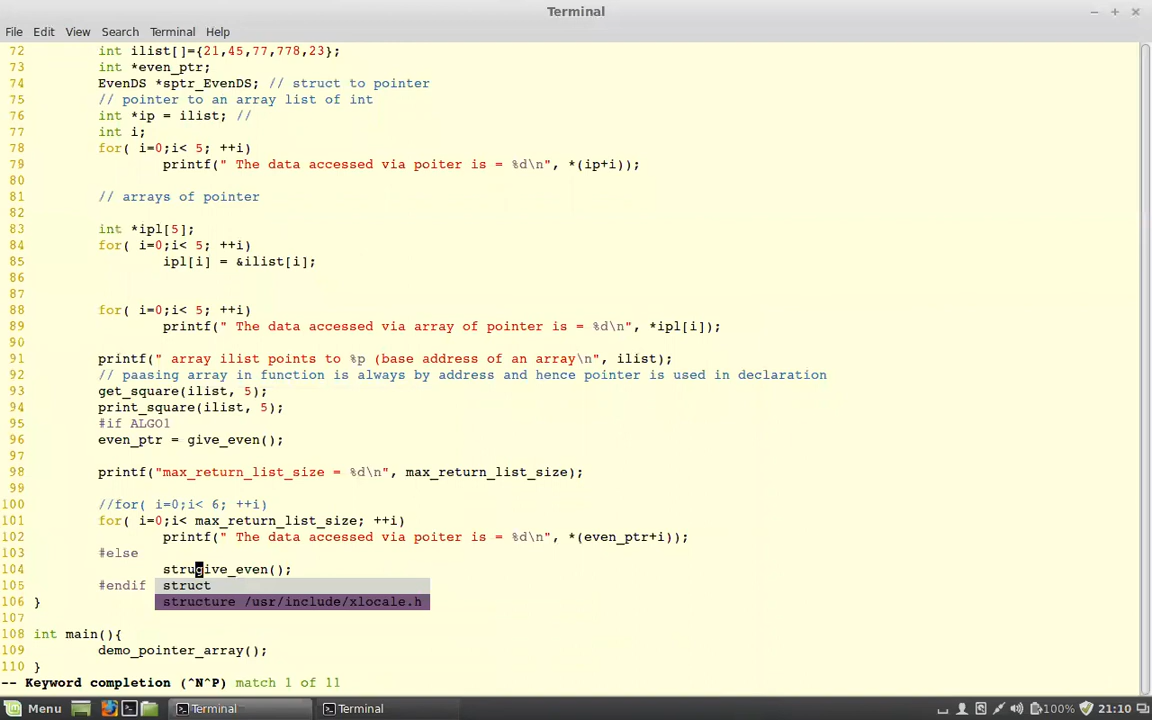 Terminal
File Edit View Search Terminal Help
72 int ilist[]={21,45,77,778,23};
73 int *even_ptr;
74 EvenDS *sptr_EvenDS; // struct to pointer
75 // pointer to an array list of int
76 int *ip = ilist; //
77 int i;
78 for( i=0;i< 5; ++i)
79 printf(" The data accessed via poiter is = %d\n", *(ip+i));
80
81 // arrays of pointer
82
83 int *ipl[5];
84 for( i=0;i< 5; ++i)
85 ipl[i] = &ilist[i];
86
87
88 for( i=0;i< 5; ++i)
89 printf(" The data accessed via array of pointer is = %d\n", *ipl[i]);
90
91 printf(" array ilist points to %p (base address of an array\n", ilist);
92 // paasing array in function is always by address and hence pointer is used in declaration
93 get_square(ilist, 5);
94 print_square(ilist, 5);
95 #if ALGO1
96 even_ptr = give_even();
97
98 printf("max_return_list_size = %d\n", max_return_list_size);
99
100 //for( i=0;i< 6; ++i)
101 for( i=0;i< max_return_list_size; ++i)
102 printf(" The data accessed via poiter is = %d\n", *(even_ptr+i));
103 #else
104 strugive_even();
105 #endif struct
106 } structure /usr/include/xlocale.h
107
108 int main(){
109 demo_pointer_array();
110 }
-- Keyword completion (^N^P) match 1 of 11
Menu Terminal Terminal 100% 21:10